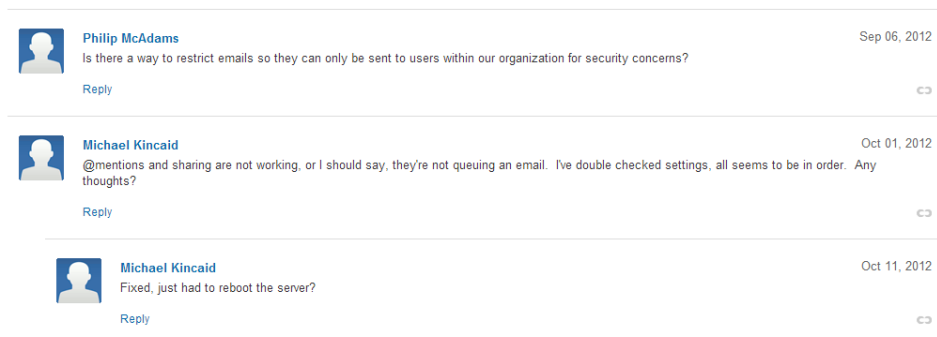 Philip McAdams
Sep 06, 2012
Is there a way to restrict emails so they can only be sent to users within our organization for security concerns?
Reply
Michael Kincaid
Oct 01, 2012
@mentions and sharing are not working, or I should say, they're not queuing an email.  I've double checked settings, all seems to be in order.  Any
thoughts?
Reply
Michael Kincaid
Oct 11, 2012
Fixed, just had to reboot the server?
Reply